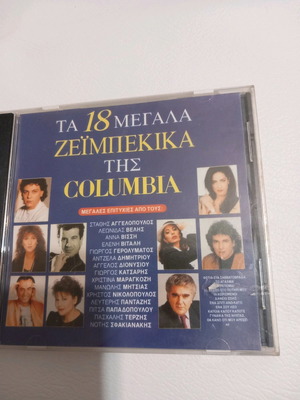 ΤΑ 18 ΜΕΓΑΛΑ
ΖΕΪΜΠΕΚΙΚΑ
ΤΗΣ
COLUMBIA
ΜΕΓΑΛΕΣ ΕΠΙΤΥΧΙΕΣ ΑΠΟ ΤΟΥΣ
ΣΤΑΘΗΣ ΑΓΓΕΛΟΠΟΥΛΟΣ
ΛΕΩΝΙΔΑΣ ΒΕΛΗΣ
ΑΝΝΑ ΒΙΣΣΗ
ΕΛΕΝΗ ΒΙΤΑΛΗ
ΓΙΩΡΓΟΣ ΓΕΡΟΛΥΜΑΤΟΣ
ΑΝΤΖΕΛΑ ΔΗΜΗΤΡΙΟΥ
ΑΓΓΕΛΟΣ ΔΙΟΝΥΣΙΟΥ
ΓΙΩΡΓΟΣ ΚΑΤΣΑΡΗΣ
ΧΡΙΣΤΙΝΑ ΜΑΡΑΓΚΟΖΗ
ΜΑΝΩΛΗΣ ΜΗΤΣΙΑΣ
ΧΡΗΣΤΟΣ ΝΙΚΟΛΟΠΟΥΛΟΣ
ΛΕΥΤΕΡΗΣ ΠΑΝΤΑΖΗΣ
ΠΙΤΣΑ ΠΑΠΑΔΟΠΟΥΛΟΥ
ΠΑΣΧΑΛΗΣ ΤΕΡΖΗΣ
ΝΟΤΗΣ ΣΦΑΚΙΑΝΑΚΗΣ